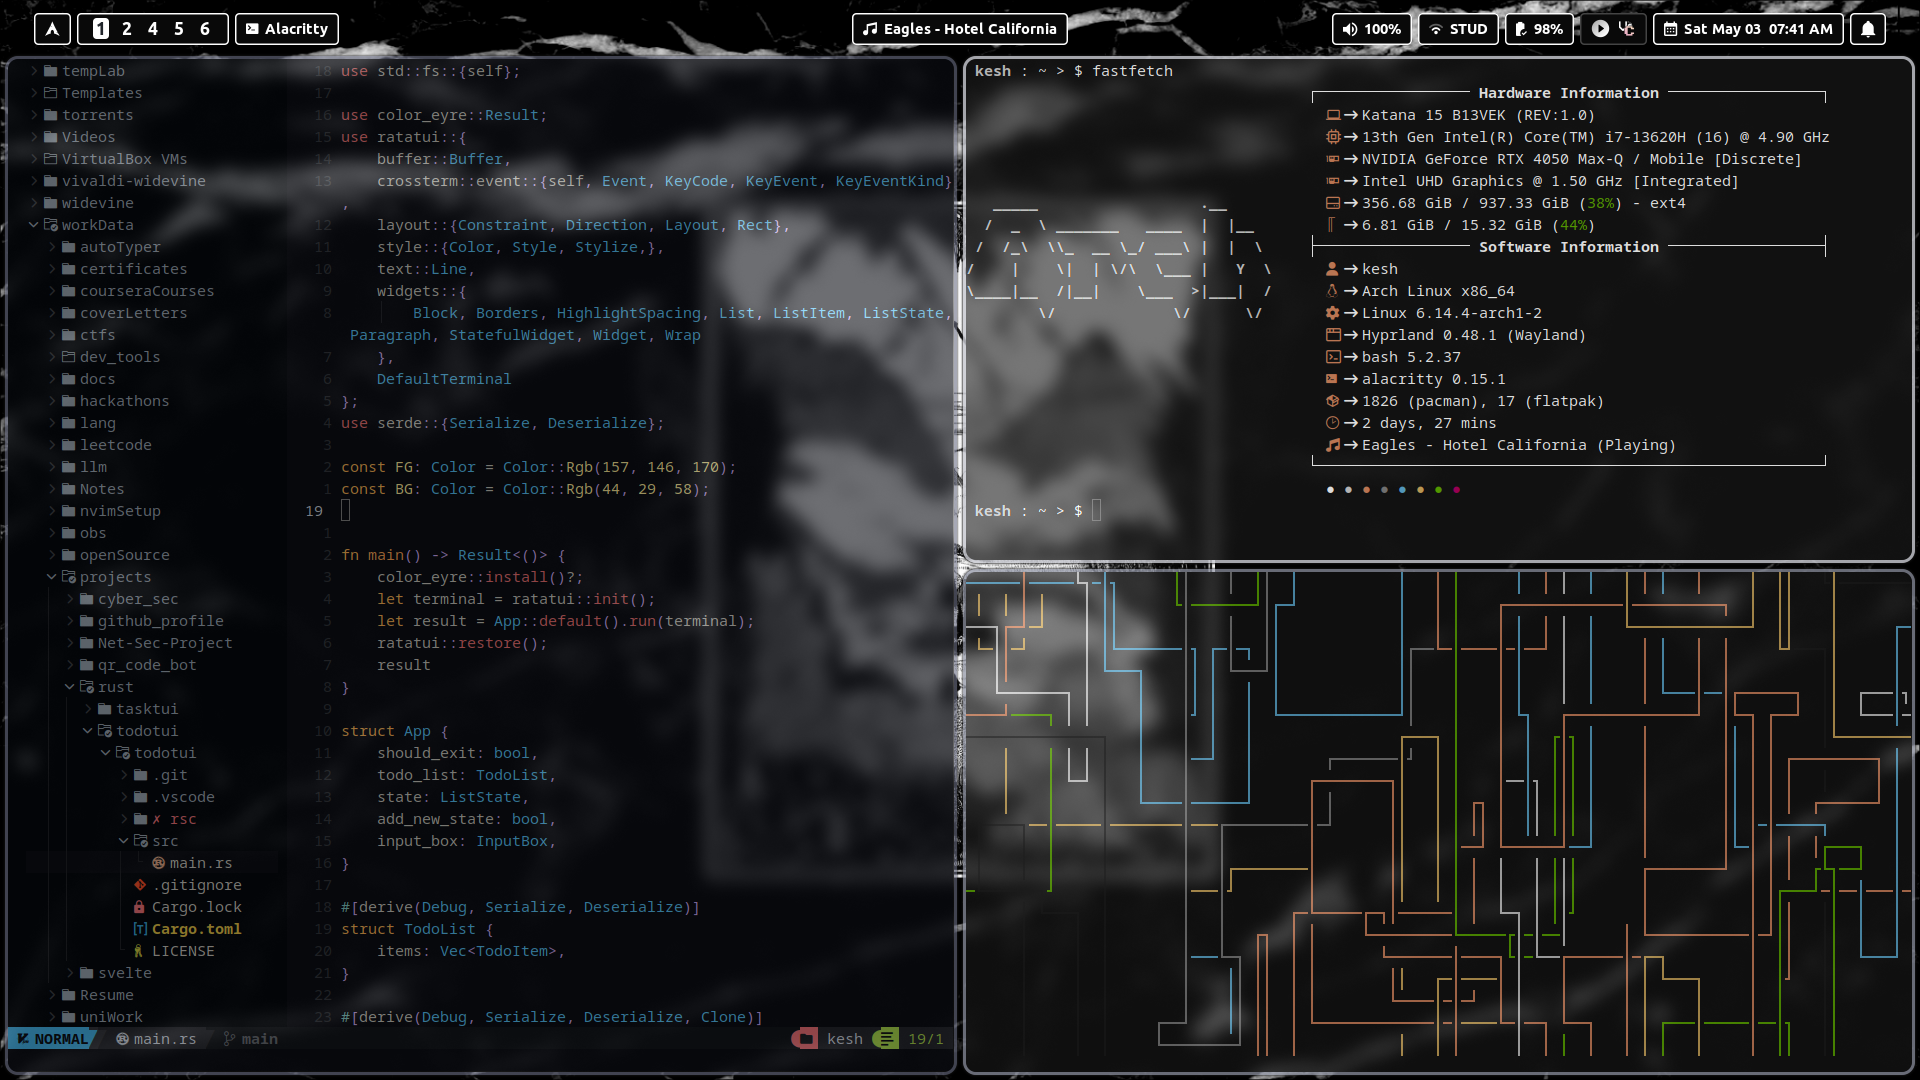 1 2 4 5 6
Alacritty
Eagles - Hotel California
100%
STUD
98%
Sat May 03 07:41 AM
tempLab
Templates
torrents
Videos
VirtualBox VMs
vivaldi-widevine
widevine
workData
autoTyper
certificates
courseraCourses
coverLetters
ctfs
dev_tools
docs
hackathons
lang
leetcode
llm
Notes
nvimSetup
obs
openSource
projects
cyber_sec
github_profile
Net-Sec-Project
qr_code_bot
rust
tasktui
todotui
todotui
.git
.vscode
✗ rsc
src
main.rs
.gitignore
Cargo.lock
Cargo.toml
LICENSE
svelte
Resume
uniWork
18 use std::fs::{self};
17
16 use color_eyre::Result;
15 use ratatui::{
14     buffer::Buffer,
13     crossterm::event::{self, Event, KeyCode, KeyEvent, KeyEventKind}
,
12     layout::{Constraint, Direction, Layout, Rect},
11     style::{Color, Style, Stylize,},
10     text::Line,
9     widgets::{
8         Block, Borders, HighlightSpacing, List, ListItem, ListState,
Paragraph, StatefulWidget, Widget, Wrap
7     },
6     DefaultTerminal
5 };
4 use serde::{Serialize, Deserialize};
3
2 const FG: Color = Color::Rgb(157, 146, 170);
1 const BG: Color = Color::Rgb(44, 29, 58);
19
1
2 fn main() -> Result<()> {
3     color_eyre::install()?;
4     let terminal = ratatui::init();
5     let result = App::default().run(terminal);
6     ratatui::restore();
7     result
8 }
9
10 struct App {
11     should_exit: bool,
12     todo_list: TodoList,
13     state: ListState,
14     add_new_state: bool,
15     input_box: InputBox,
16 }
17
18 #[derive(Debug, Serialize, Deserialize)]
19 struct TodoList {
20     items: Vec<TodoItem>,
21 }
22
23 #[derive(Debug, Serialize, Deserialize, Clone)]
NORMAL main.rs main kesh 19/1
kesh : ~ > $ fastfetch
Hardware Information
Katana 15 B13VEK (REV:1.0)
13th Gen Intel(R) Core(TM) i7-13620H (16) @ 4.90 GHz
NVIDIA GeForce RTX 4050 Max-Q / Mobile [Discrete]
Intel UHD Graphics @ 1.50 GHz [Integrated]
356.68 GiB / 937.33 GiB (38%) - ext4
6.81 GiB / 15.32 GiB (44%)
Software Information
kesh
Arch Linux x86_64
Linux 6.14.4-arch1-2
Hyprland 0.48.1 (Wayland)
bash 5.2.37
alacritty 0.15.1
1826 (pacman), 17 (flatpak)
2 days, 27 mins
Eagles - Hotel California (Playing)
kesh : ~ > $